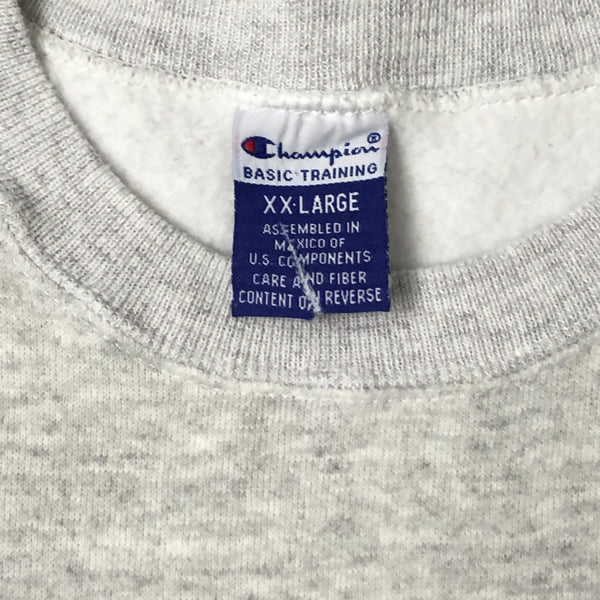 Champion®
BASIC TRAINING
XX-LARGE
ASSEMBLED IN
MEXICO OF
U.S. COMPONENTS
CARE AND FIBER
CONTENT ON REVERSE